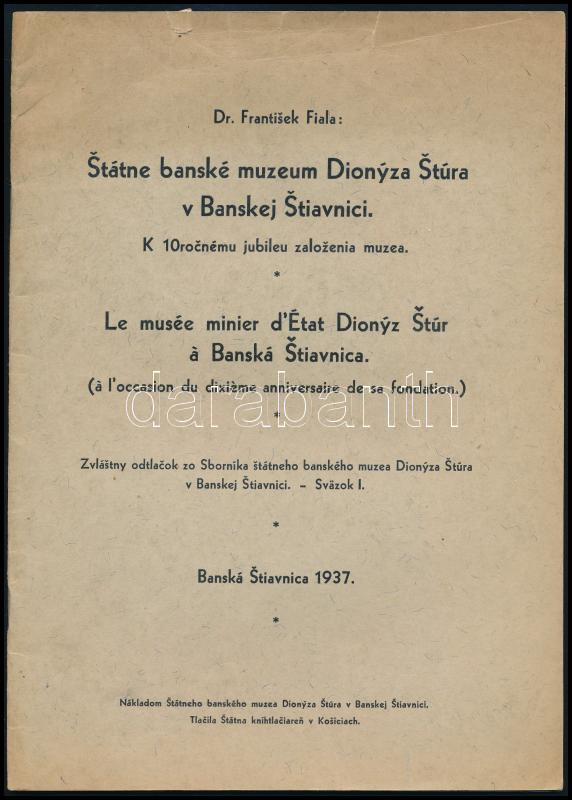 Dr. František Fiala:
Štátne banské muzeum Dionýza Štúra
v Banskej Štiavnici.
K 10ročnému jubileu založenia muzea.
*
Le musée minier d'État Dionýz Štúr
à Banská Štiavnica.
(à l'occasion du dixième anniversaire de sa fondation.)
darabanth
*
Zvláštny odtlačok zo Sborníka štátneho banského muzea Dionýza Štúra
v Banskej Štiavnici. – Sväzok I.
*
Banská Štiavnica 1937.
*
Nákladom Štátneho banského muzea Dionýza Štúra v Banskej Štiavnici.
Tlačila Štátna knihtlačiareň v Košiciach.